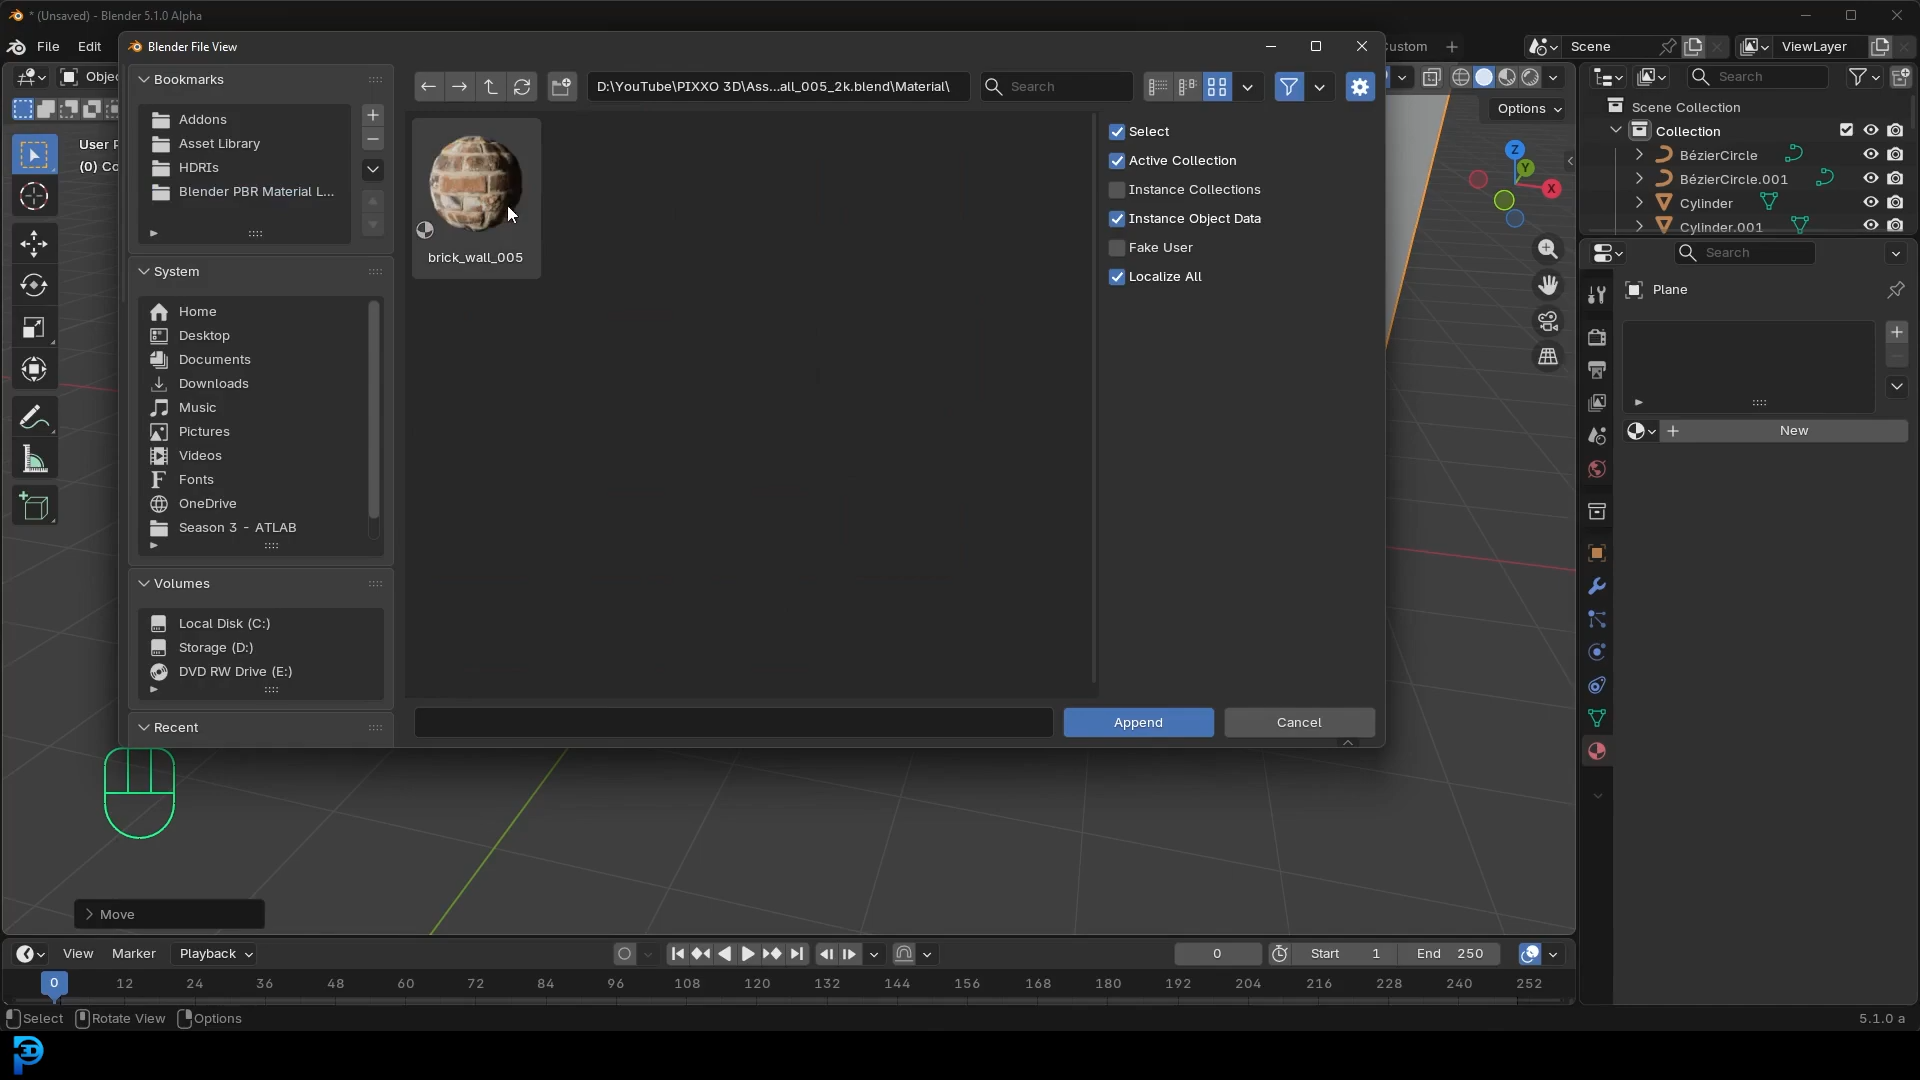 * (Unsaved) - Blender 5.1.0 Alpha
File Edit
Custom
Scene
ViewLayer
Blender File View
Bookmarks
Addons
Asset Library
HDRIs
Blender PBR Material L...
System
Home
Desktop
Documents
Downloads
Music
Pictures
Videos
Fonts
OneDrive
Season 3 - ATLAB
Volumes
Local Disk (C:)
Storage (D:)
DVD RW Drive (E:)
Recent
D:\YouTube\PIXXO 3D\Ass...all_005_2k.blend\Material\
Search
brick_wall_005
Select
Active Collection
Instance Collections
Instance Object Data
Fake User
Localize All
Append
Cancel
Objec
User P
(0) Co
Options
Z
Y
X
Search
Scene Collection
Collection
BézierCircle
BézierCircle.001
Cylinder
Cylinder.001
Search
Plane
New
Move
View Marker Playback
0
Start 1
End 250
0 12 24 36 48 60 72 84 96 108 120 132 144 156 168 180 192 204 216 228 240 252
Select Rotate View Options
5.1.0 a
3D